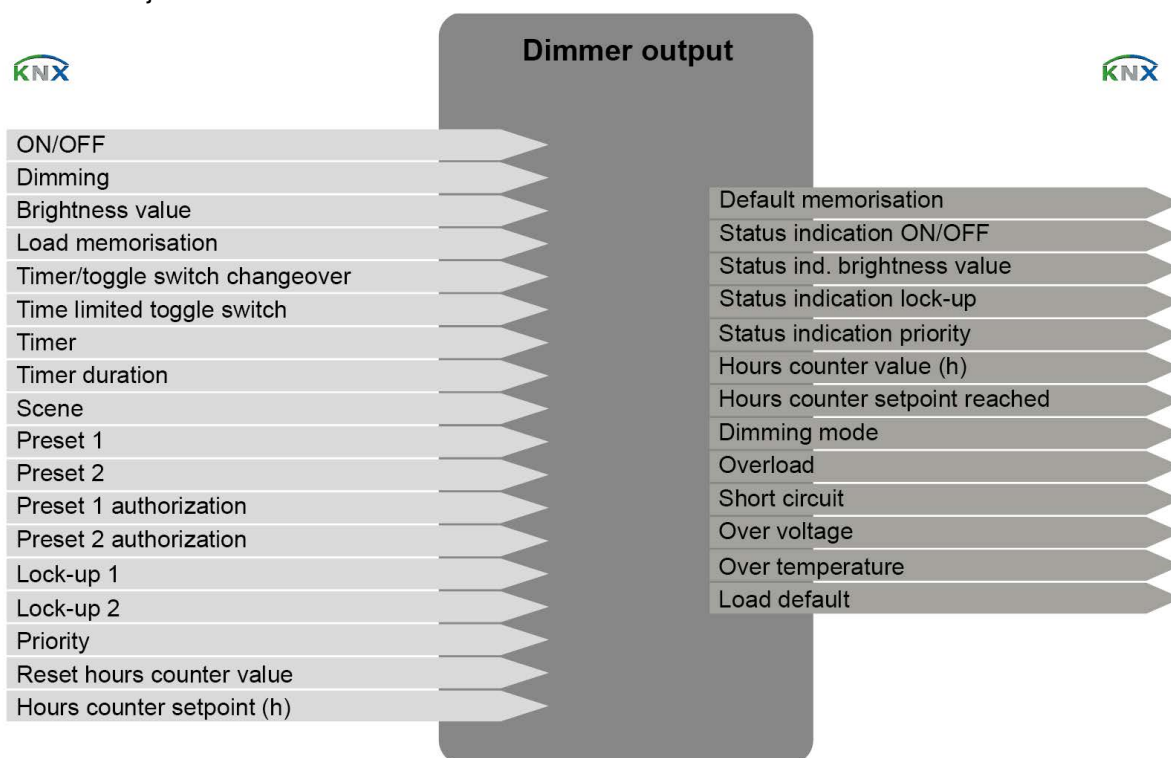 Dimmer output
KNX
KNX
ON/OFF
Dimming
Brightness value
Load memorisation
Timer/toggle switch changeover
Time limited toggle switch
Timer
Timer duration
Scene
Preset 1
Preset 2
Preset 1 authorization
Preset 2 authorization
Lock-up 1
Lock-up 2
Priority
Reset hours counter value
Hours counter setpoint (h)
Default memorisation
Status indication ON/OFF
Status ind. brightness value
Status indication lock-up
Status indication priority
Hours counter value (h)
Hours counter setpoint reached
Dimming mode
Overload
Short circuit
Over voltage
Over temperature
Load default